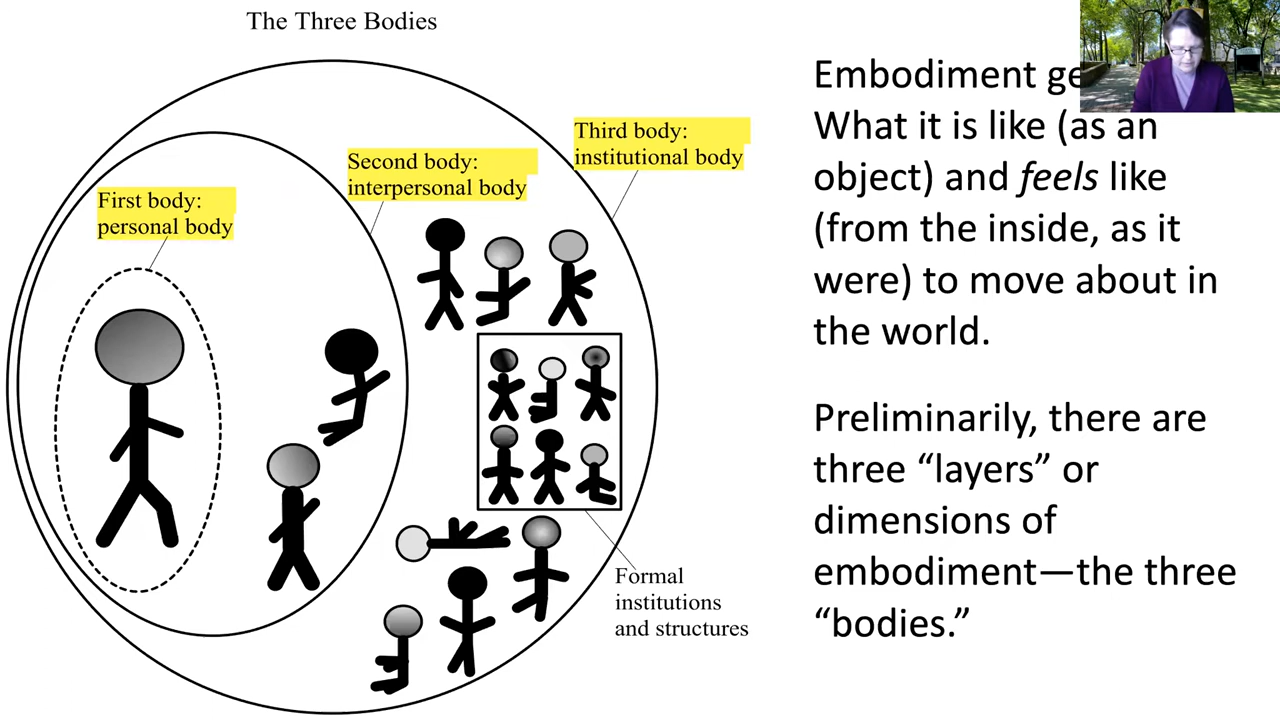 The Three Bodies
First body:
personal body
Second body:
interpersonal body
Third body:
institutional body
Formal
institutions
and structures
Embodiment
What it is like (as an
object) and feels like
(from the inside, as it
were) to move about in
the world.
Preliminarily, there are
three “layers” or
dimensions of
embodiment—the three
“bodies.”